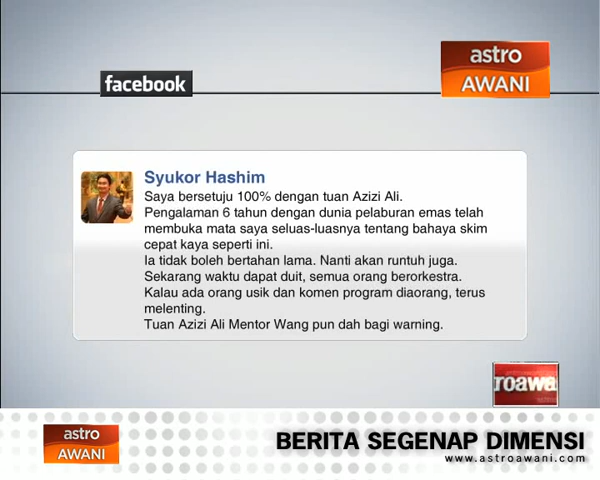 astro
AWANI
facebook
Syukor Hashim
Saya bersetuju 100% dengan tuan Azizi Ali.
Pengalaman 6 tahun dengan dunia pelaburan emas telah
membuka mata saya seluas-luasnya tentang bahaya skim
cepat kaya seperti ini.
Ia tidak boleh bertahan lama. Nanti akan runtuh juga.
Sekarang waktu dapat duit, semua orang berorkestra.
Kalau ada orang usik dan komen program diaorang, terus
melenting.
Tuan Azizi Ali Mentor Wang pun dah bagi warning.
roawa
astro
AWANI
BERITA SEGENAP DIMENSI
www.astroawani.com